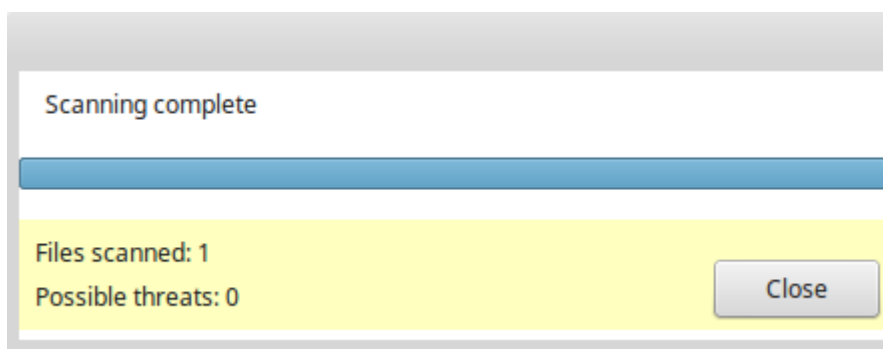 Scanning complete
Files scanned: 1
Possible threats: 0
Close